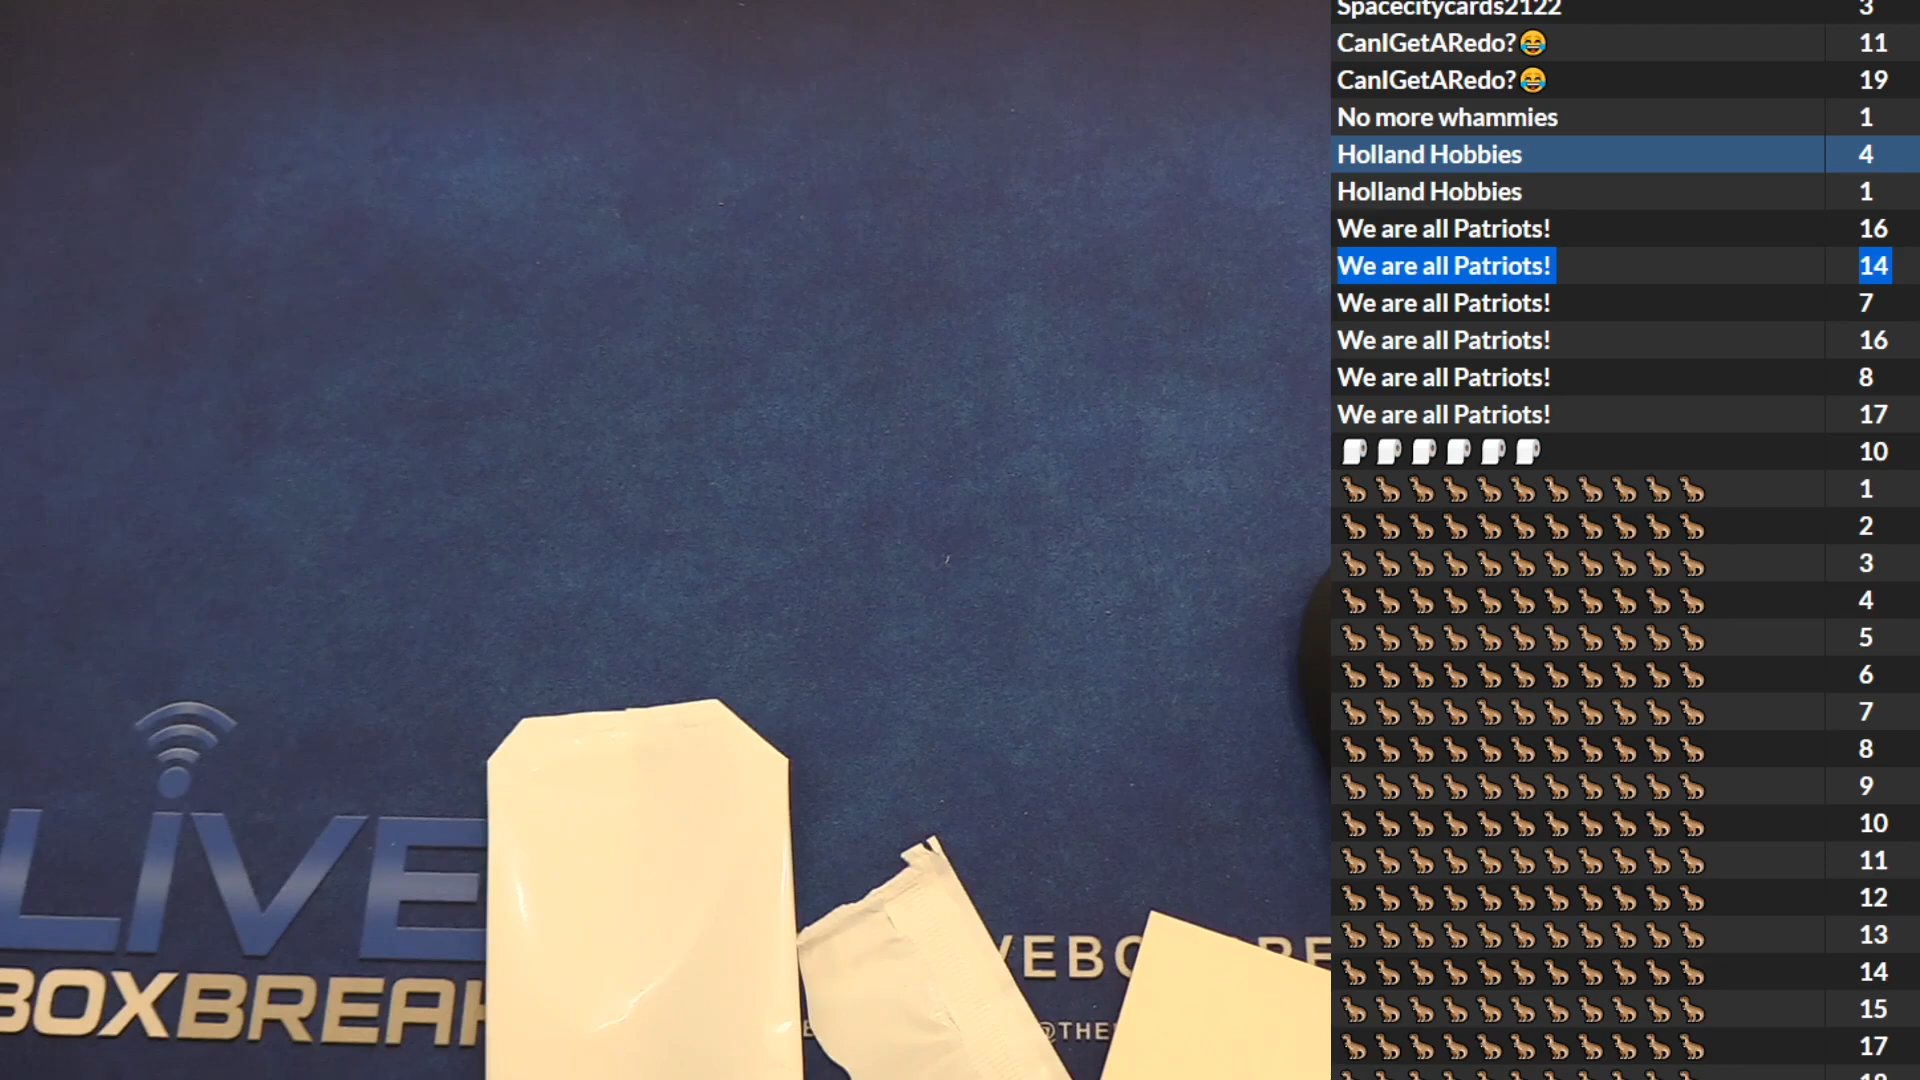 Spacecitycards2122 3
CanIGetARedo?😂 11
CanIGetARedo?😂 19
No more whammies 1
Holland Hobbies 4
Holland Hobbies 1
We are all Patriots! 16
We are all Patriots! 14
We are all Patriots! 7
We are all Patriots! 16
We are all Patriots! 8
We are all Patriots! 17
🧻🧻🧻🧻🧻🧻 10
🦖🦖🦖🦖🦖🦖🦖🦖🦖🦖🦖 1
🦖🦖🦖🦖🦖🦖🦖🦖🦖🦖🦖 2
🦖🦖🦖🦖🦖🦖🦖🦖🦖🦖🦖 3
🦖🦖🦖🦖🦖🦖🦖🦖🦖🦖🦖 4
🦖🦖🦖🦖🦖🦖🦖🦖🦖🦖🦖 5
🦖🦖🦖🦖🦖🦖🦖🦖🦖🦖🦖 6
🦖🦖🦖🦖🦖🦖🦖🦖🦖🦖🦖 7
🦖🦖🦖🦖🦖🦖🦖🦖🦖🦖🦖 8
🦖🦖🦖🦖🦖🦖🦖🦖🦖🦖🦖 9
🦖🦖🦖🦖🦖🦖🦖🦖🦖🦖🦖 10
🦖🦖🦖🦖🦖🦖🦖🦖🦖🦖🦖 11
🦖🦖🦖🦖🦖🦖🦖🦖🦖🦖🦖 12
🦖🦖🦖🦖🦖🦖🦖🦖🦖🦖🦖 13
🦖🦖🦖🦖🦖🦖🦖🦖🦖🦖🦖 14
🦖🦖🦖🦖🦖🦖🦖🦖🦖🦖🦖 15
🦖🦖🦖🦖🦖🦖🦖🦖🦖🦖🦖 17
LIVE
BOXBREAK
VEBO
RE
@THE